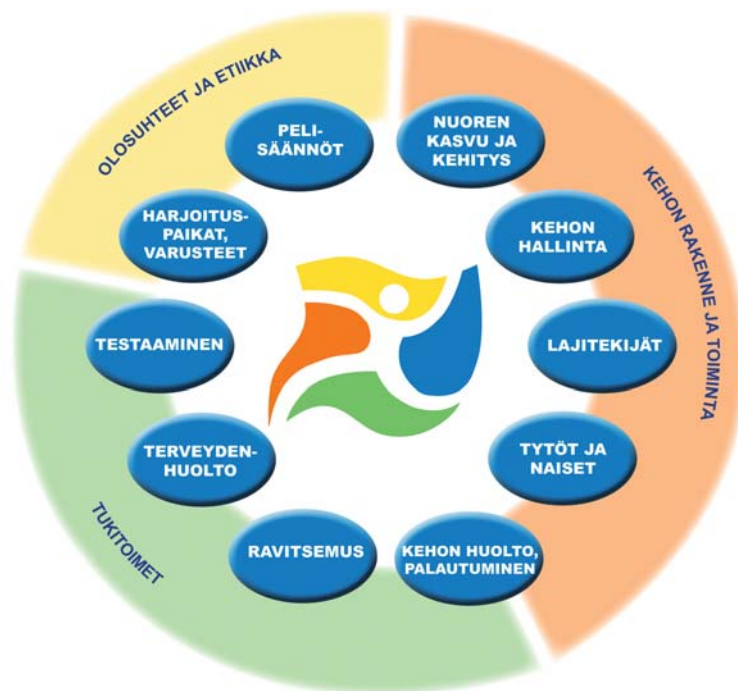 OLOSUHTEET JA ETIIKKA
PELI-
SÄÄNNÖT
HARJOITUS-
PAIKAT,
VARUSTEET
KEHON RAKENNE JA TOIMINTA
NUOREN
KASVU JA
KEHITYS
KEHON
HALLINTA
LAJITEKIJÄT
TYTÖT JA
NAISET
KEHON HUOLTO,
PALAUTUMINEN
TUKITOIMET
RAVITSEMUS
TERVEYDEN-
HUOLTO
TESTAAMINEN